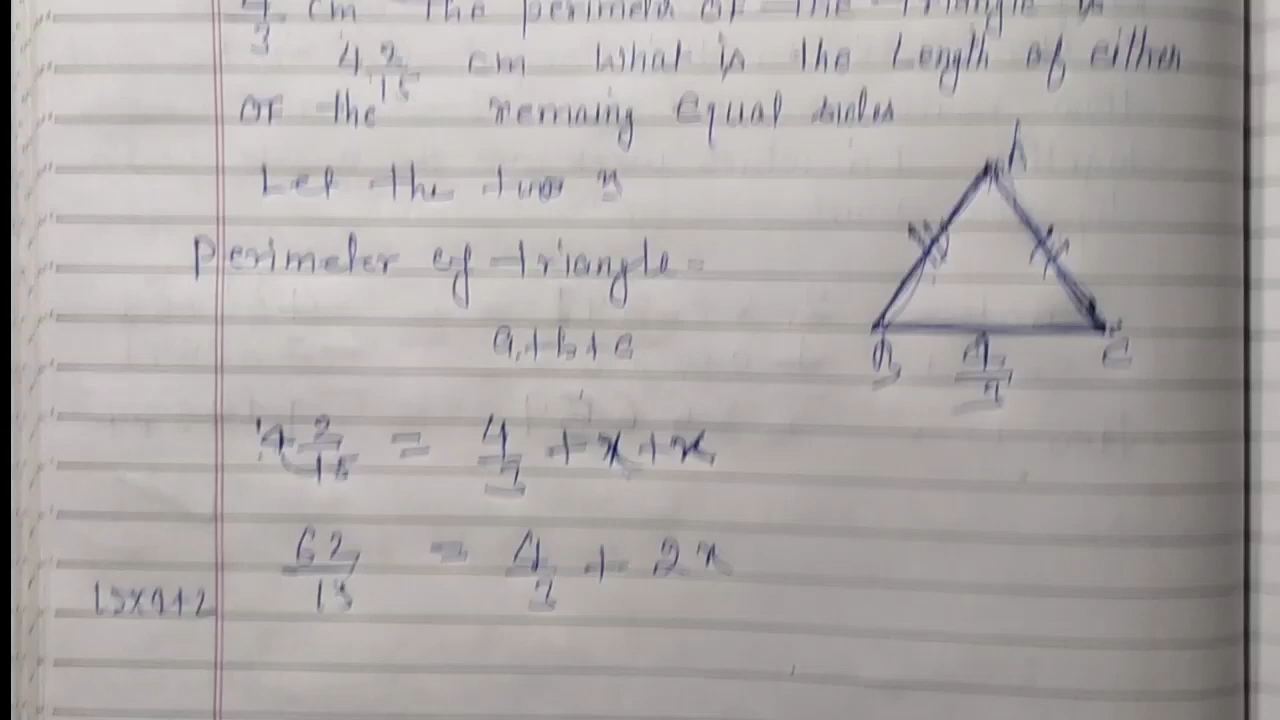 4/3 cm The perimeter of the triangle is
4 2/15 cm What is the Length of either
of the remaing equal sides
Let the two
Perimeter of triangle =
a + b + c
A
B
C
4/3
4 2/15 = 4/3 + x + x
62/15 = 4/3 + 2x
15x4+2